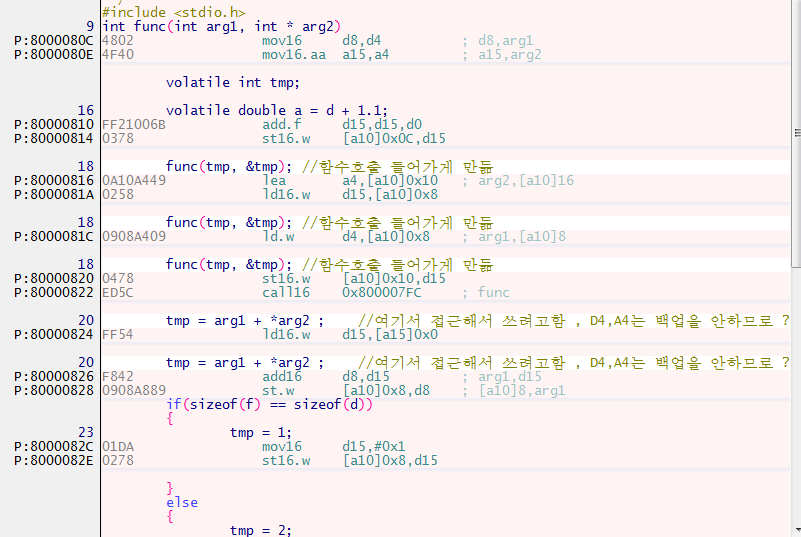 #include <stdio.h>
9 int func(int arg1, int * arg2)
P:8000080C 4802 mov16 d8,d4 ; d8,arg1
P:8000080E 4F40 mov16.aa a15,a4 ; a15,arg2
volatile int tmp;
16 volatile double a = d + 1.1;
P:80000810 FF21006B add.f d15,d15,d0
P:80000814 0378 st16.w [a10]0x0C,d15
18 func(tmp, &tmp); //함수호출 들어가게 만듦
P:80000816 0A10A449 lea a4,[a10]0x10 ; arg2,[a10]16
P:8000081A 0258 ld16.w d15,[a10]0x8
18 func(tmp, &tmp); //함수호출 들어가게 만듦
P:8000081C 0908A409 ld.w d4,[a10]0x8 ; arg1,[a10]8
18 func(tmp, &tmp); //함수호출 들어가게 만듦
P:80000820 0478 st16.w [a10]0x10,d15
P:80000822 ED5C call16 0x800007FC ; func
20 tmp = arg1 + *arg2 ; //여기서 접근해서 쓰려고함 , D4,A4는 백업을 안하므로 ?
P:80000824 FF54 ld16.w d15,[a15]0x0
20 tmp = arg1 + *arg2 ; //여기서 접근해서 쓰려고함 , D4,A4는 백업을 안하므로 ?
P:80000826 F842 add16 d8,d15 ; arg1,d15
P:80000828 0908A889 st.w [a10]0x8,d8 ; [a10]8,arg1
if(sizeof(f) == sizeof(d))
{
23 tmp = 1;
P:8000082C 01DA mov16 d15,#0x1
P:8000082E 0278 st16.w [a10]0x8,d15
}
else
{
tmp = 2;